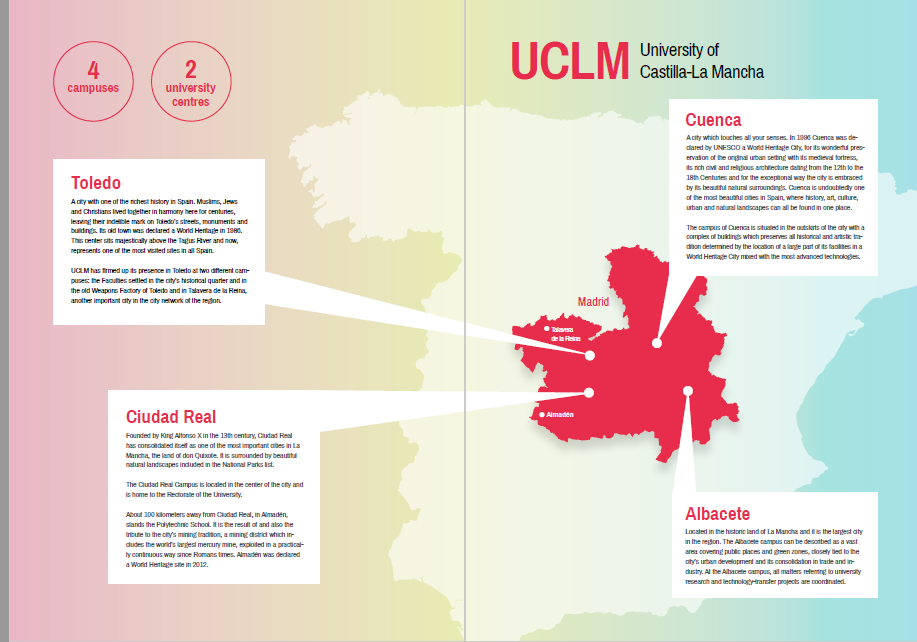 4
campuses
2
university
centres
UCLM
University of
Castilla-La Mancha
Toledo
A city with one of the richest history in Spain. Muslims, Jews
and Christians lived together in harmony here for centuries,
leaving their indelible mark on Toledo's streets, monuments and
buildings. Its old town was declared a World Heritage in 1986.
This center sits majestically above the Tagus River and now,
represents one of the most visited sites in all Spain.
UCLM has firmed up its presence in Toledo at two different cam-
puses: the Faculties settled in the city's historical quarter and in
the old Weapons Factory of Toledo and in Talavera de la Reina,
another important city in the city network of the region.
Cuenca
A city which touches all your senses. In 1996 Cuenca was de-
clared by UNESCO a World Heritage City, for its wonderful pres-
ervation of the original urban setting with its medieval fortress,
its rich civil and religious architecture dating from the 12th to the
18th Centuries and for the exceptional way the city is embraced
by its beautiful natural surroundings. Cuenca is undoubtedly one
of the most beautiful cities in Spain, where history, art, culture,
urban and natural landscapes can all be found in one place.
The campus of Cuenca is situated in the outskirts of the city with a
complex of buildings which preserves all historical and artistic tra-
dition determined by the location of a large part of its facilities in a
World Heritage City mixed with the most advanced technologies.
Madrid
Talavera
de la Reina
Almadén
Ciudad Real
Founded by King Alfonso X in the 13th century, Ciudad Real
has consolidated itself as one of the most important cities in La
Mancha, the land of don Quixote. It is surrounded by beautiful
natural landscapes included in the National Parks list.
The Ciudad Real Campus is located in the center of the city and
is home to the Rectorate of the University.
About 100 kilometers away from Ciudad Real, in Almadén,
stands the Polytechnic School. It is the result of and also the
tribute to the city's mining tradition, a mining district which in-
cludes the world's largest mercury mine, exploited in a practical-
ly continuous way since Romans times. Almadén was declared
a World Heritage site in 2012.
Albacete
Located in the historic land of La Mancha and it is the largest city
in the region. The Albacete campus can be described as a vast
area covering public places and green zones, closely tied to the
city's urban development and its consolidation in trade and in-
dustry. At the Albacete campus, all matters referring to university
research and technology-transfer projects are coordinated.